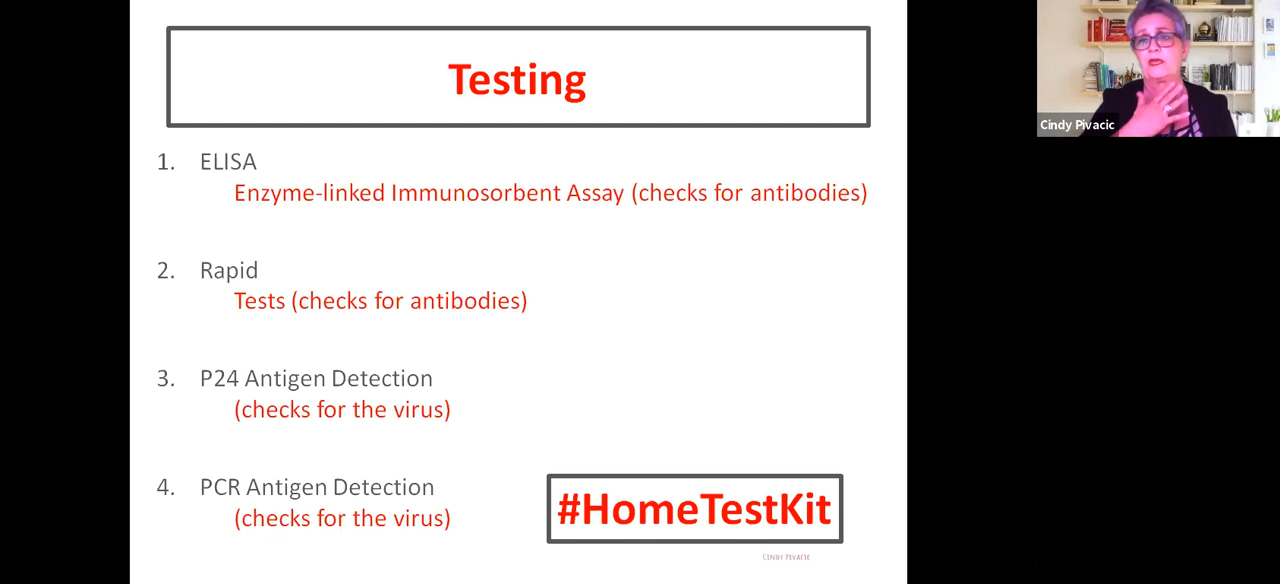 Testing
Cindy Pivacic
1. ELISA
Enzyme-linked Immunosorbent Assay (checks for antibodies)
2. Rapid
Tests (checks for antibodies)
3. P24 Antigen Detection
(checks for the virus)
4. PCR Antigen Detection
(checks for the virus)
#HomeTestKit
CINDY PIVACIC